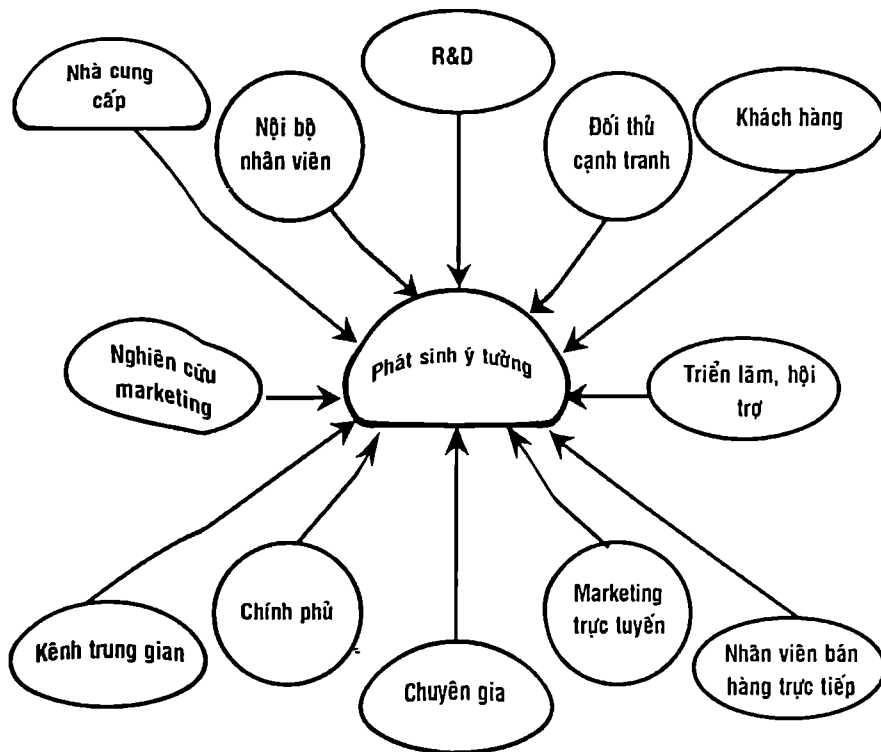 R&D
Nhà cung
cấp
Nội bộ
nhân viên
Đối thủ
cạnh tranh
Khách hàng
Phát sinh ý tưởng
Nghiên cứu
marketing
Triển lãm, hội
trợ
Kênh trung gian
Chính phủ
Chuyên gia
Marketing
trực tuyến
Nhân viên bán
hàng trực tiếp